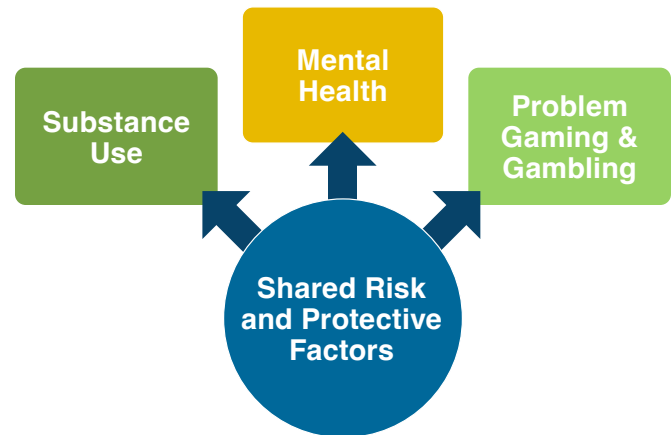 Substance
Use
Mental
Health
Problem
Gaming &
Gambling
Shared Risk
and Protective
Factors